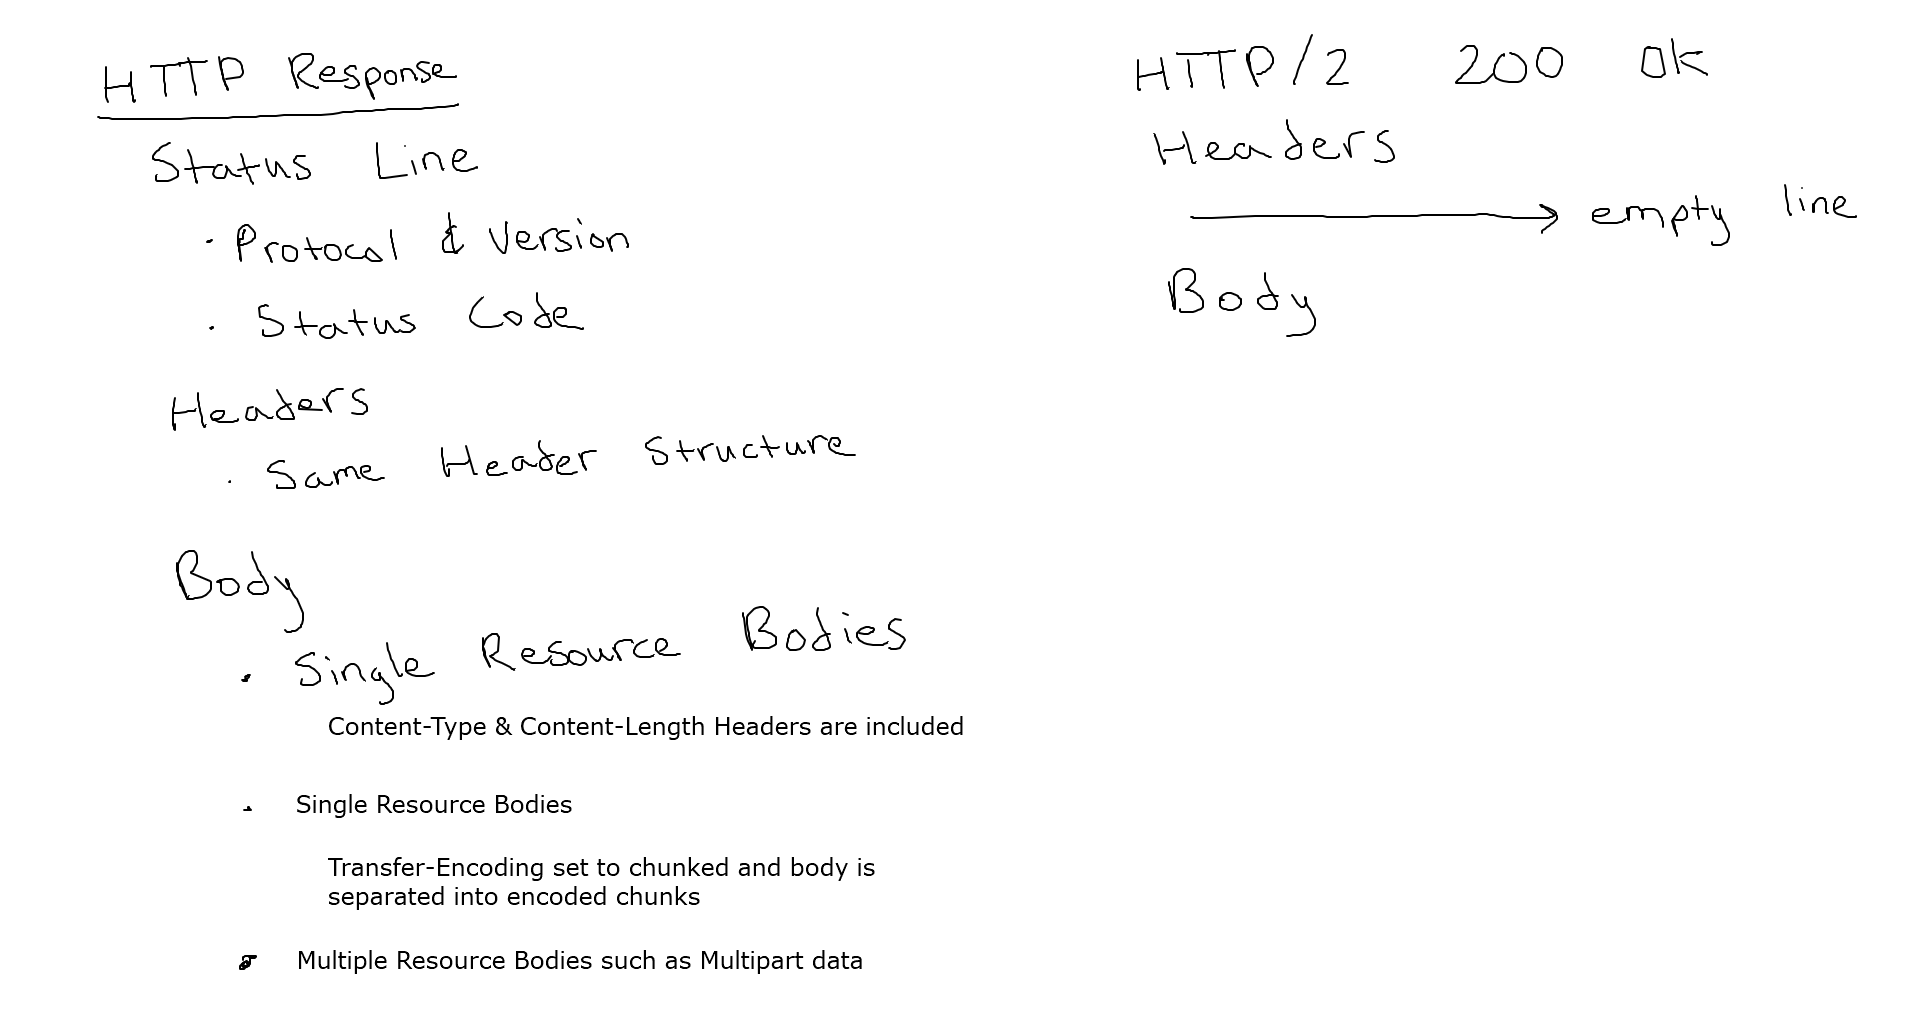 HTTP Response
Status Line
· Protocal & Version
· Status Code
Headers
· Same Header Structure
Body
· Single Resource Bodies
Content-Type & Content-Length Headers are included
· Single Resource Bodies
Transfer-Encoding set to chunked and body is
separated into encoded chunks
· Multiple Resource Bodies such as Multipart data
HTTP/2 200 OK
Headers
→ empty line
Body